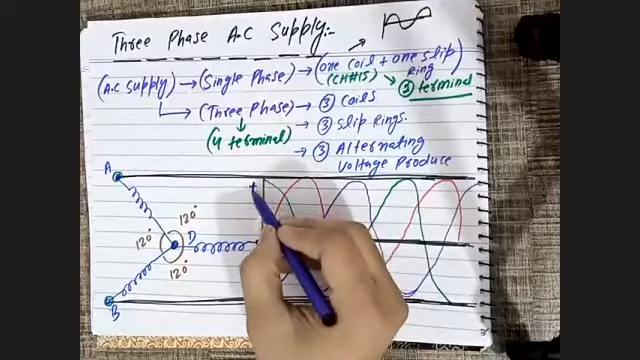 Three Phase A.C Supply:-
(A.C supply) → (Single Phase) → (one coil + one slip Ring)
(CH#15) → ② terminal
→ (Three Phase) → ③ Coils
(4 terminal) → ③ slip Rings.
→ ③ Alternating
Voltage Produce
A
120°
120°
D
120°
B